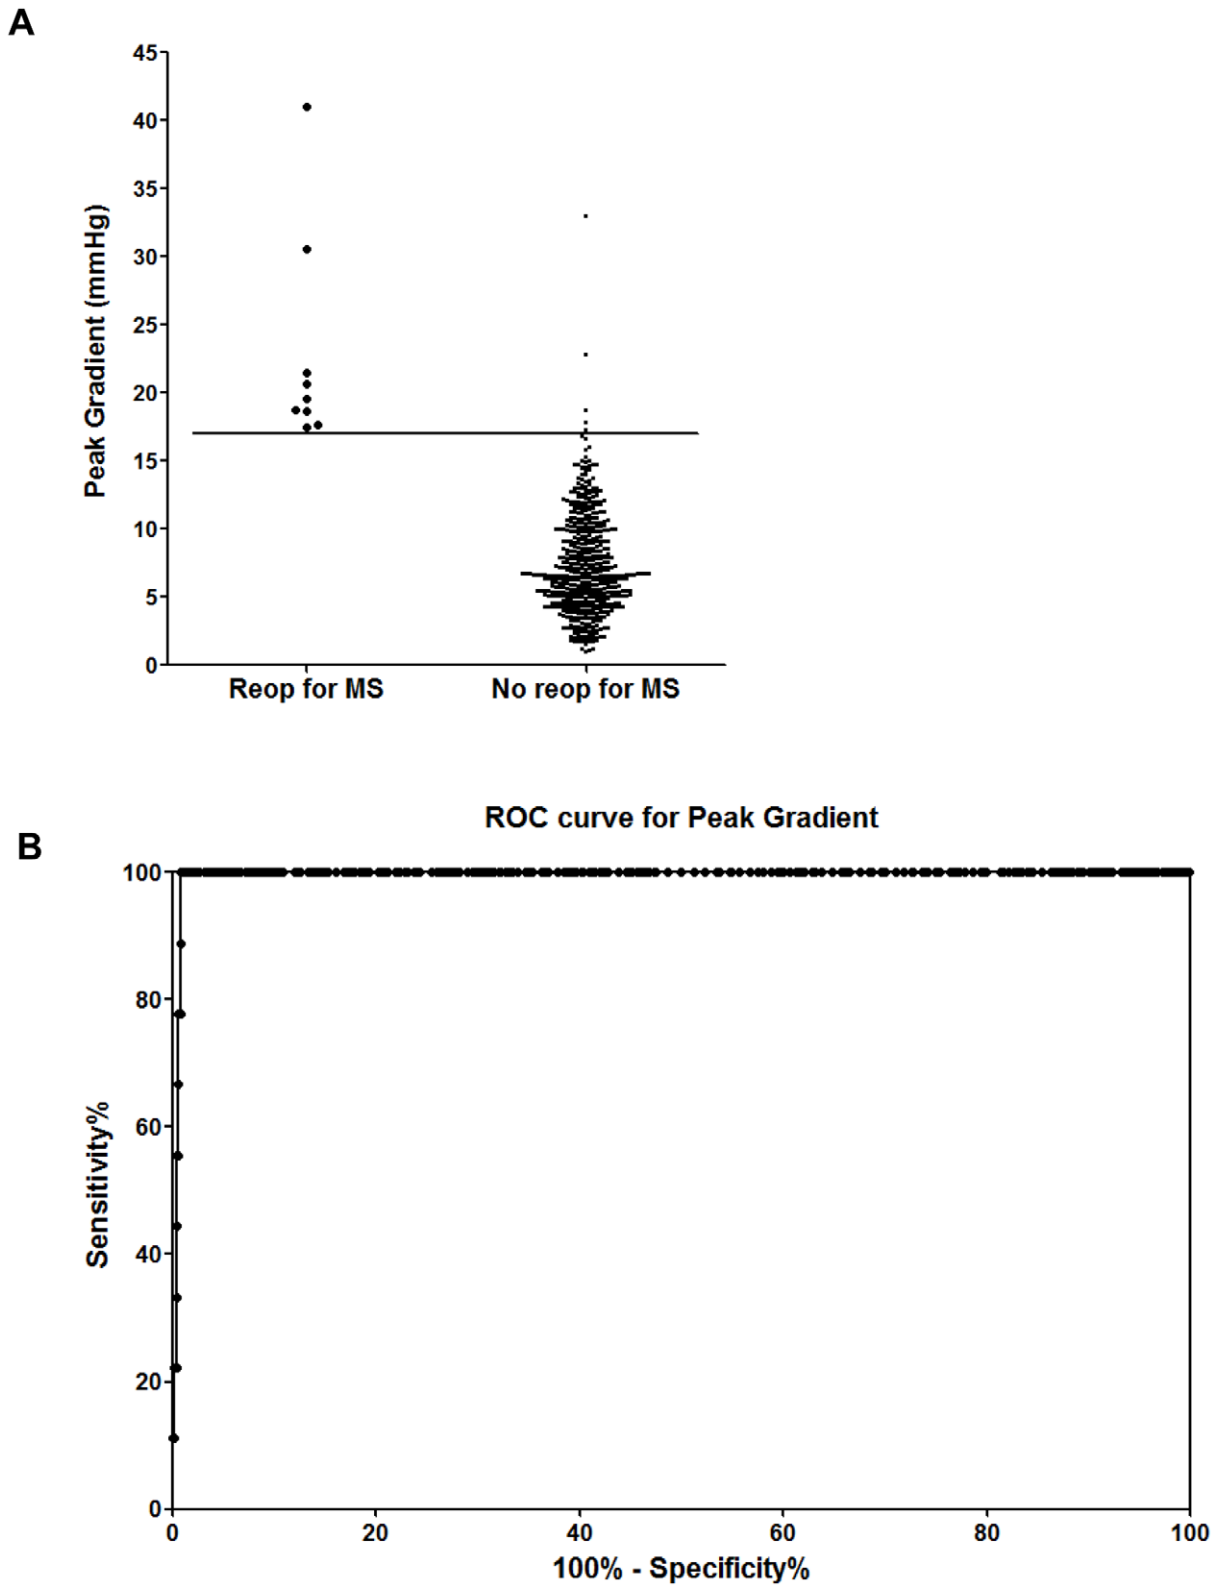 A
45
40
35
30
25
20
15
10
5
0
Peak Gradient (mmHg)
Reop for MS
No reop for MS
ROC curve for Peak Gradient
B
100
80
60
40
20
0
Sensitivity%
0 20 40 60 80 100
100% - Specificity%